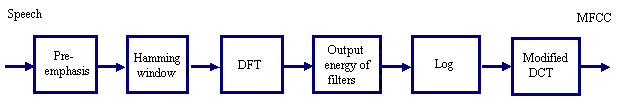 Speech
MFCC
Pre-
emphasis
Hamming
window
DFT
Output
energy of
filters
Log
Modified
DCT